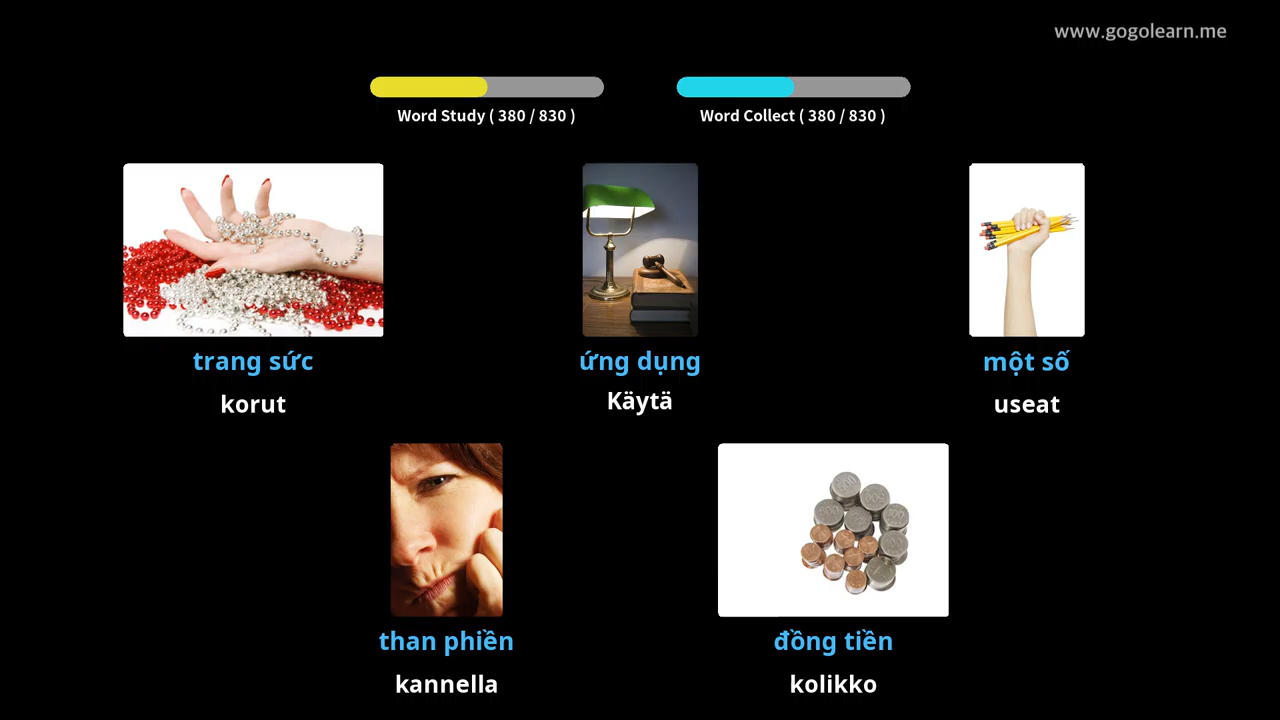 www.gogolearn.me
Word Study ( 380 / 830 )
Word Collect ( 380 / 830 )
trang sức
korut
ứng dụng
Käytä
một số
useat
than phiền
kannella
đồng tiền
kolikko